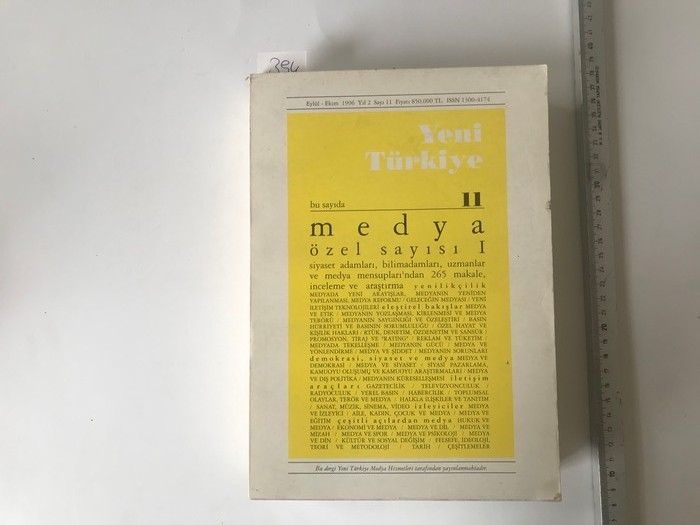 394
Eylül - Ekim 1996 Yıl 2 Sayı 11 Fiyatı 850,000 TL. ISSN 1300-4174
Yeni
Türkiye
bu sayıda 11
medya
özel sayısı I
siyaset adamları, bilimadamları, uzmanlar
ve medya mensupları'ndan 265 makale,
inceleme ve araştırma yenilikçilik
MEDYADA YENİ ARAYIŞLAR, MEDYANIN YENİDEN
YAPILANMASI, MEDYA REFORMU / GELECEĞİN MEDYASI / YENİ
İLETİŞİM TEKNOLOJİLERİ eleştirel bakışlar MEDYA
VE ETİK / MEDYANIN YOZLAŞMASI, KİRLENMESİ VE MEDYA
TERÖRÜ / MEDYANIN SAYGINLIĞI VE ÖZELEŞTİRİ / BASIN
HÜRRİYETİ VE BASININ SORUMLULUĞU / ÖZEL HAYAT VE
KİŞİLİK HAKLARI / RTÜK, DENETİM, ÖZDENETİM VE SANSÜR /
PROMOSYON, TİRAJ VE "RATING" / REKLAM VE TÜKETİM /
MEDYADA TEKELLEŞME / MEDYANIN GÜCÜ / MEDYA VE
YÖNLENDİRME / MEDYA VE ŞİDDET / MEDYANIN SORUNLARI
demokrasi, siyaset ve medya MEDYA VE
DEMOKRASİ / MEDYA VE SİYASET / SİYASİ PAZARLAMA,
KAMUOYU OLUŞUMU VE KAMUOYU ARAŞTIRMALARI / MEDYA
VE DIŞ POLİTİKA / MEDYANIN KÜRESELLEŞMESİ iletişim
araçları GAZETECİLİK / TELEVİZYONCULUK /
RADYOCULUK / YEREL BASIN / HABERCİLİK / TOPLUMSAL
OLAYLAR, TERÖR VE MEDYA / HALKLA İLİŞKİLER VE TANITIM
/ SANAT, MÜZİK, SİNEMA, VİDEO izleyiciler MEDYA
VE İZLEYİCİ / AİLE, KADIN, ÇOCUK VE MEDYA / MEDYA VE
EĞİTİM çeşitli açılardan medya HUKUK VE
MEDYA / EKONOMİ VE MEDYA / MEDYA VE DİL / MEDYA VE
MİZAH / MEDYA VE SPOR / MEDYA VE PSİKOLOJİ / MEDYA
VE DİN / KÜLTÜR VE SOSYAL DEĞİŞİM / FELSEFE, İDEOLOJİ,
TEORİ VE METODOLOJİ / TARİH / ÇEŞİTLEMELER
Bu dergi Yeni Türkiye Medya Hizmetleri tarafından yayınlanmaktadır.